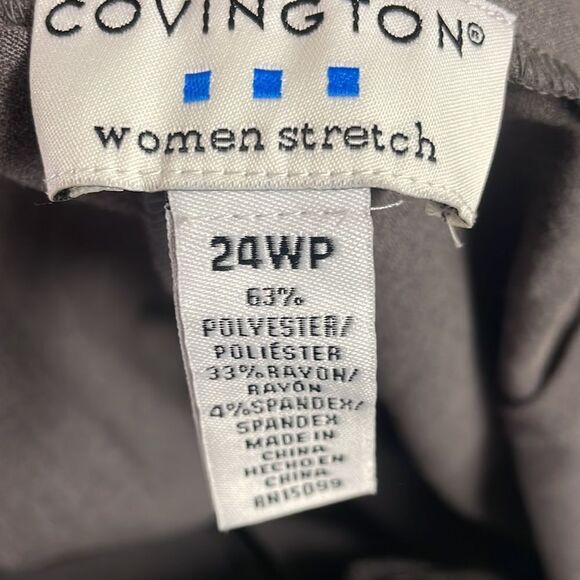 COVINGTON®
women stretch
24WP
63%
POLYESTER/
POLIÉSTER
33%RAYON/
RAYÓN
4%SPANDEX/
SPANDEX
MADE IN
CHINA
HECHO EN
CHINA
RN15099